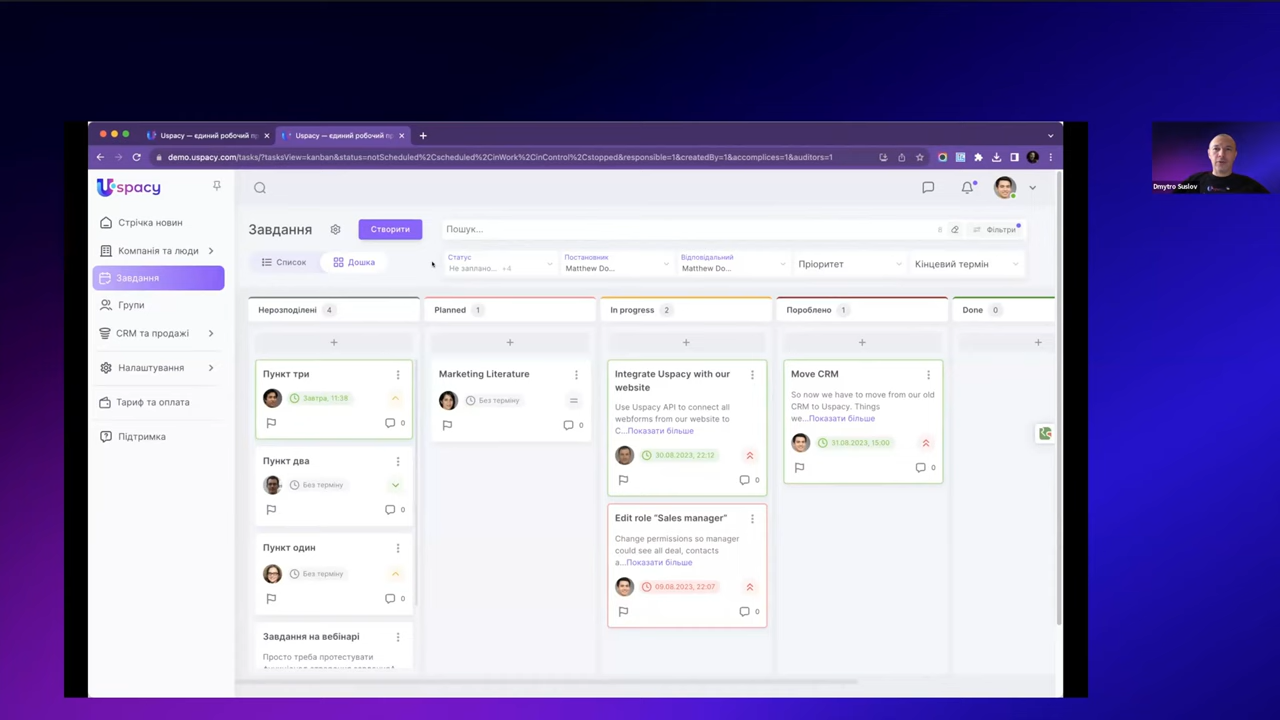 Uspacy — єдиний робочий пр
Uspacy — єдиний робочий пр
demo.uspacy.com/tasks/?tasksView=kanban&status=notScheduled%2Cscheduled%2CinWork%2CinControl%2Cstopped&responsible=1&createdBy=1&accomplices=1&auditors=1
Uspacy
Dmytro Suslov
Стрічка новин
Компанія та люди
Завдання
Групи
CRM та продажі
Налаштування
Тариф та оплата
Підтримка
Завдання
Створити
Пошук...
Фільтри
Список
Дошка
Статус
Не заплано... +4
Постановник
Matthew Do...
Відповідальний
Matthew Do...
Пріоритет
Кінцевий термін
Нерозподілені 4
Planned 1
In progress 2
Пороблено 1
Done 0
Пункт три
Завтра, 11:38
0
Пункт два
Без терміну
0
Пункт один
Без терміну
0
Завдання на вебінарі
Просто треба протестувати
Marketing Literature
Без терміну
0
Integrate Uspacy with our
website
Use Uspacy API to connect all
webforms from our website to
C...Показати більше
30.08.2023, 22:12
0
Edit role "Sales manager"
Change permissions so manager
could see all deal, contacts
a...Показати більше
09.08.2023, 22:07
0
Move CRM
So now we have to move from our old
CRM to Uspacy. Things
we...Показати більше
31.08.2023, 15:00
0